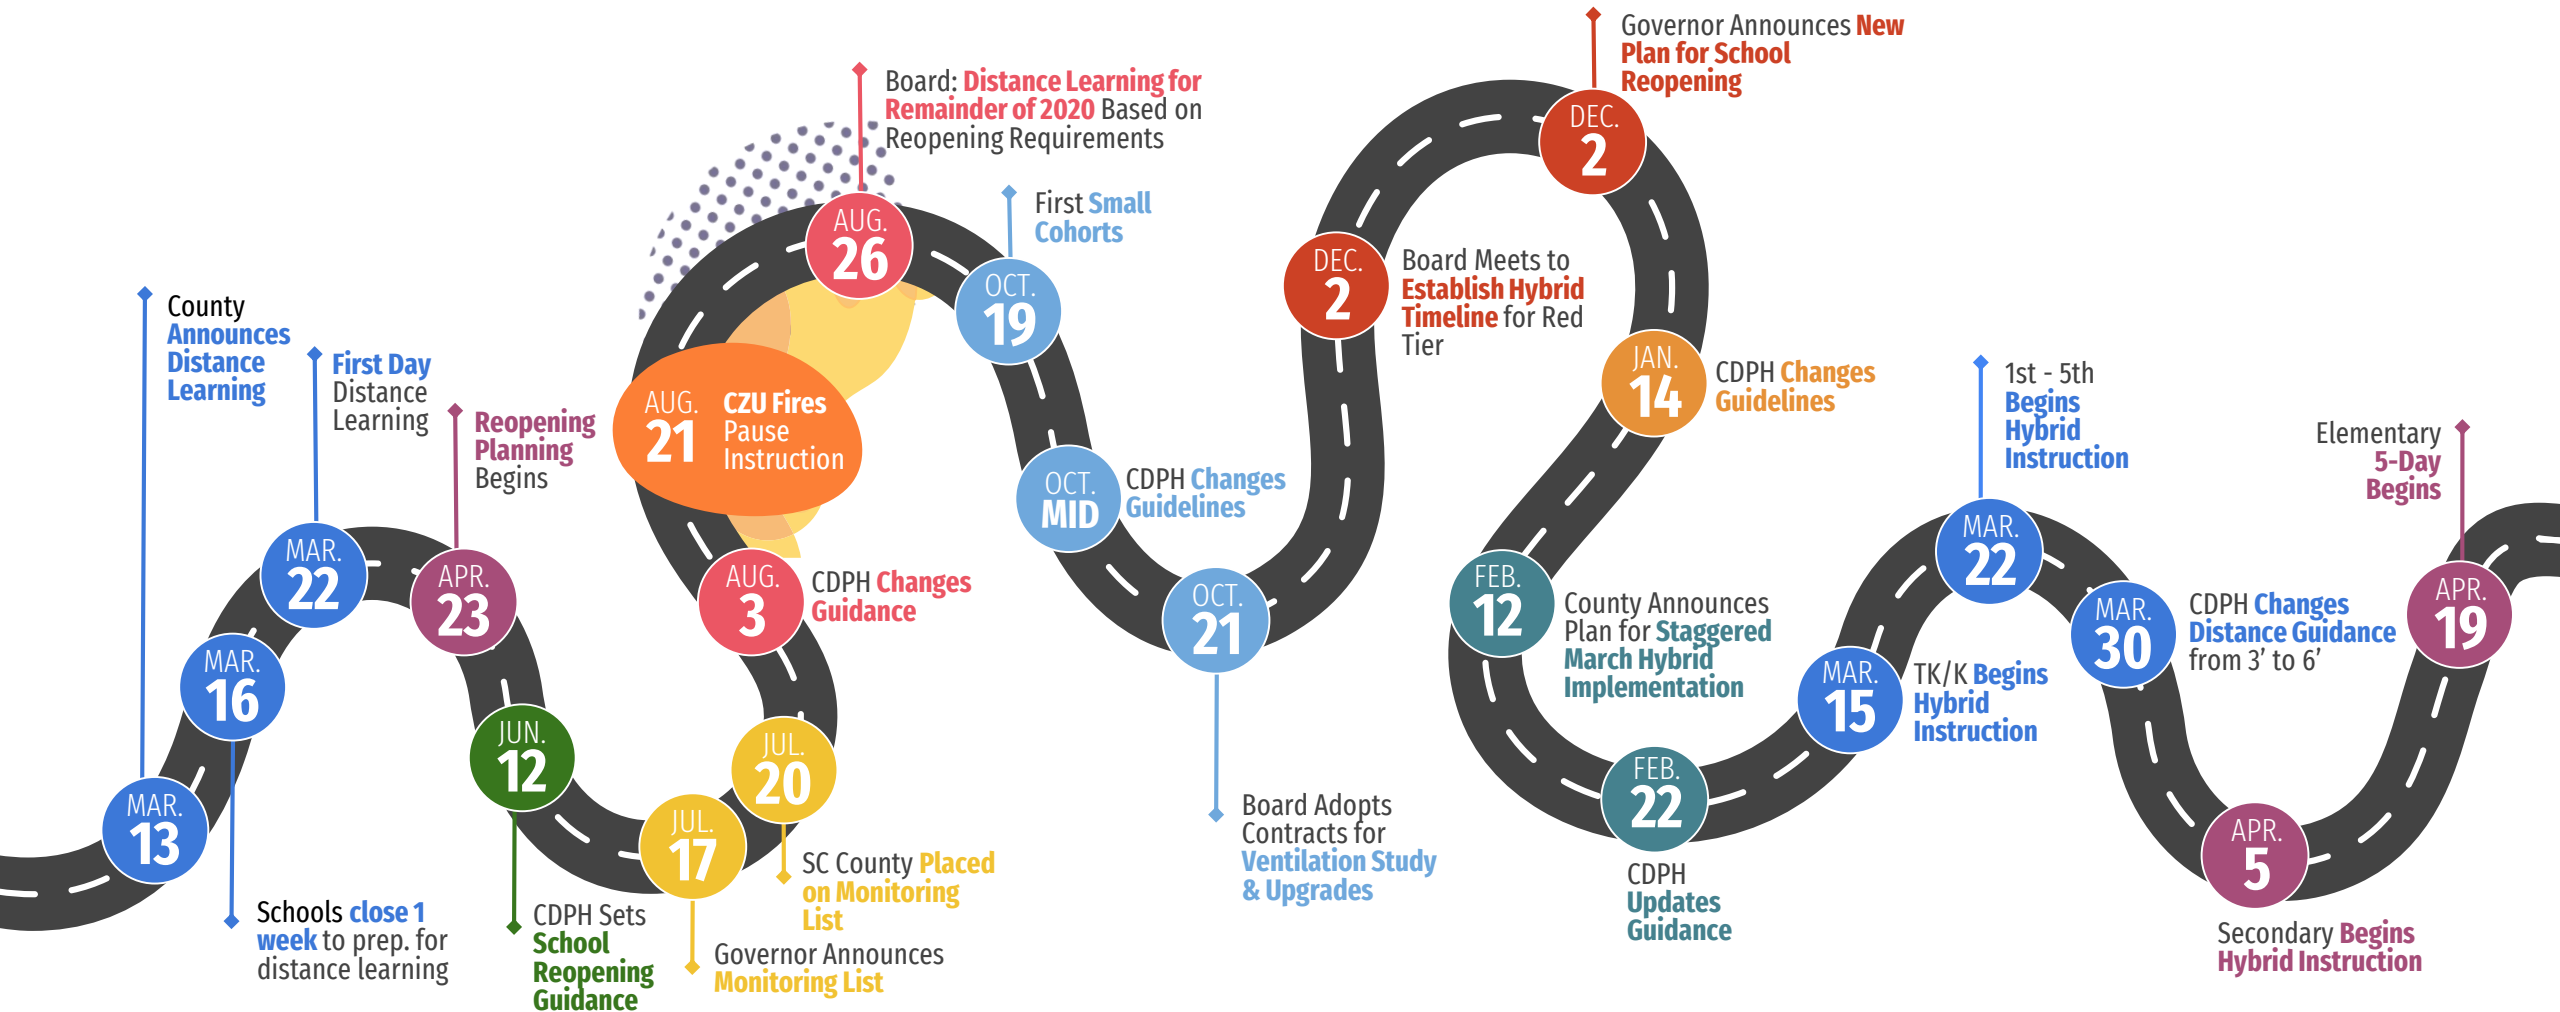 MAR.
13
County
Announces
Distance
Learning
MAR.
16
Schools close 1
week to prep. for
distance learning
MAR.
22
First Day
Distance
Learning
APR.
23
Reopening
Planning
Begins
JUN.
12
CDPH Sets
School
Reopening
Guidance
JUL.
17
Governor Announces
Monitoring List
JUL.
20
SC County Placed
on Monitoring
List
AUG.
3
CDPH Changes
Guidance
AUG.
21
CZU Fires
Pause
Instruction
AUG.
26
Board: Distance Learning for
Remainder of 2020 Based on
Reopening Requirements
OCT.
19
First Small
Cohorts
OCT.
MID
CDPH Changes
Guidelines
OCT.
21
Board Adopts
Contracts for
Ventilation Study
& Upgrades
DEC.
2
Board Meets to
Establish Hybrid
Timeline for Red
Tier
DEC.
2
Governor Announces New
Plan for School
Reopening
JAN.
14
CDPH Changes
Guidelines
FEB.
12
County Announces
Plan for Staggered
March Hybrid
Implementation
FEB.
22
CDPH
Updates
Guidance
MAR.
15
TK/K Begins
Hybrid
Instruction
MAR.
22
1st - 5th
Begins
Hybrid
Instruction
MAR.
30
CDPH Changes
Distance Guidance
from 3’ to 6’
APR.
5
Secondary Begins
Hybrid Instruction
APR.
19
Elementary
5-Day
Begins